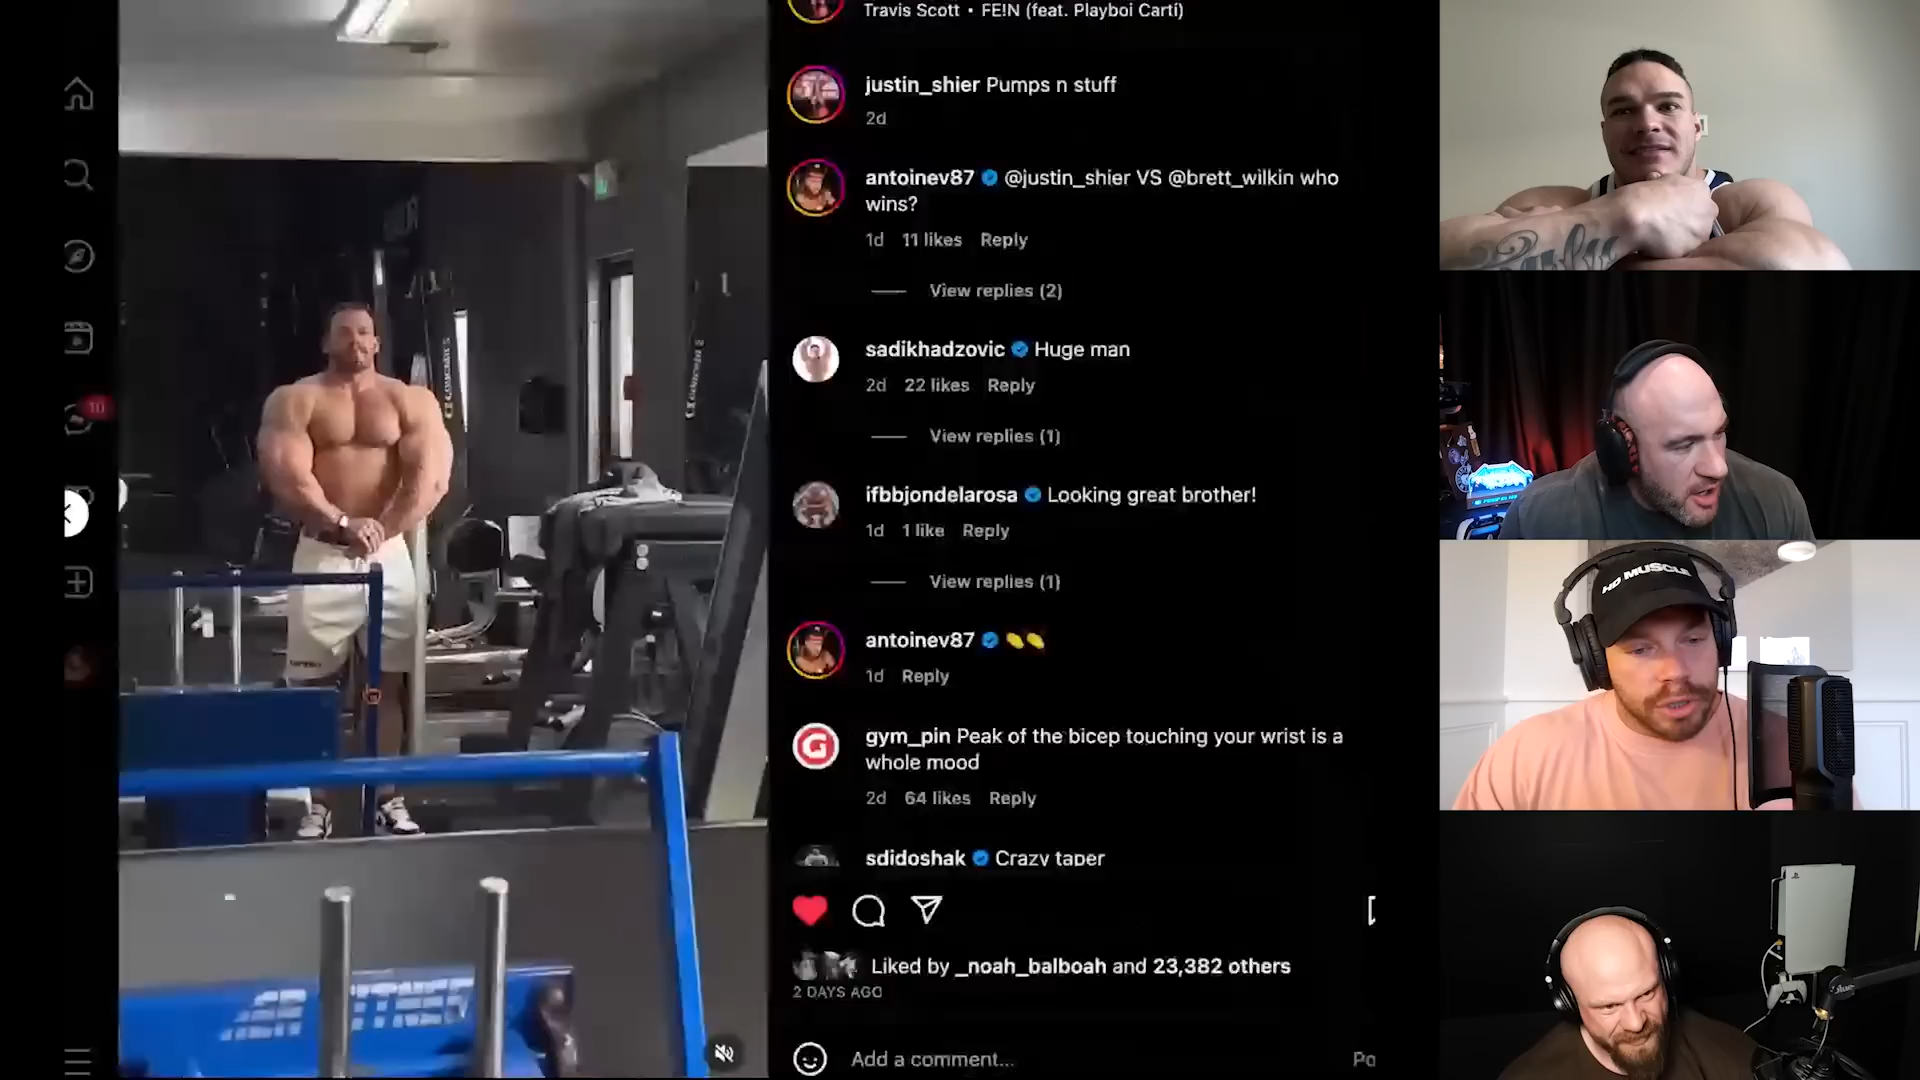 Travis Scott • FE!N (feat. Playboi Carti)
justin_shier Pumps n stuff
2d
antoinev87 @justin_shier VS @brett_wilkin who
wins?
1d 11 likes Reply
View replies (2)
sadikhadzovic Huge man
2d 22 likes Reply
View replies (1)
ifbbjondelarosa Looking great brother!
1d 1 like Reply
View replies (1)
antoinev87
1d Reply
gym_pin Peak of the bicep touching your wrist is a
whole mood
2d 64 likes Reply
sdidoshak Crazy taper
Liked by _noah_balboah and 23,382 others
2 DAYS AGO
Add a comment...
Po
10
HD MUSCLE